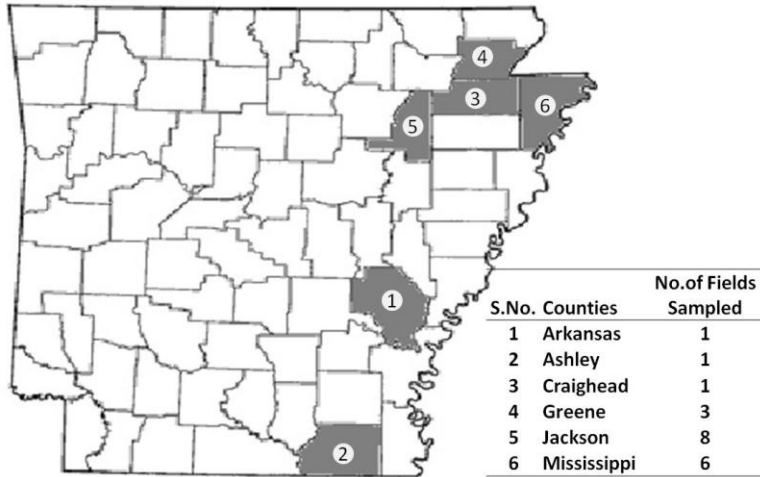 4
3
6
5
1
2
No.of Fields
S.No. Counties Sampled
1 Arkansas 1
2 Ashley 1
3 Craighead 1
4 Greene 3
5 Jackson 8
6 Mississippi 6